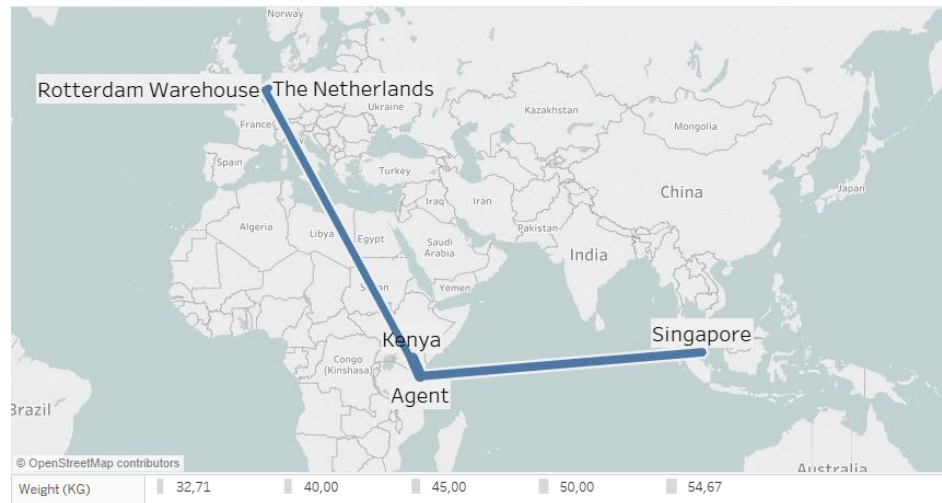 Norway
Rotterdam Warehouse
The Netherlands
Ukraine
France
Kazakhstan
Mongolia
Spain
Turkey
China
Japan
Iraq
Iran
Algeria
Libya
Egypt
Pakistan
Saudi
Arabia
India
Yemen
Kenya
Singapore
Congo
(Kinshasa)
Agent
Brazil
Australia
© OpenStreetMap contributors
Weight (KG)
32,71
40,00
45,00
50,00
54,67